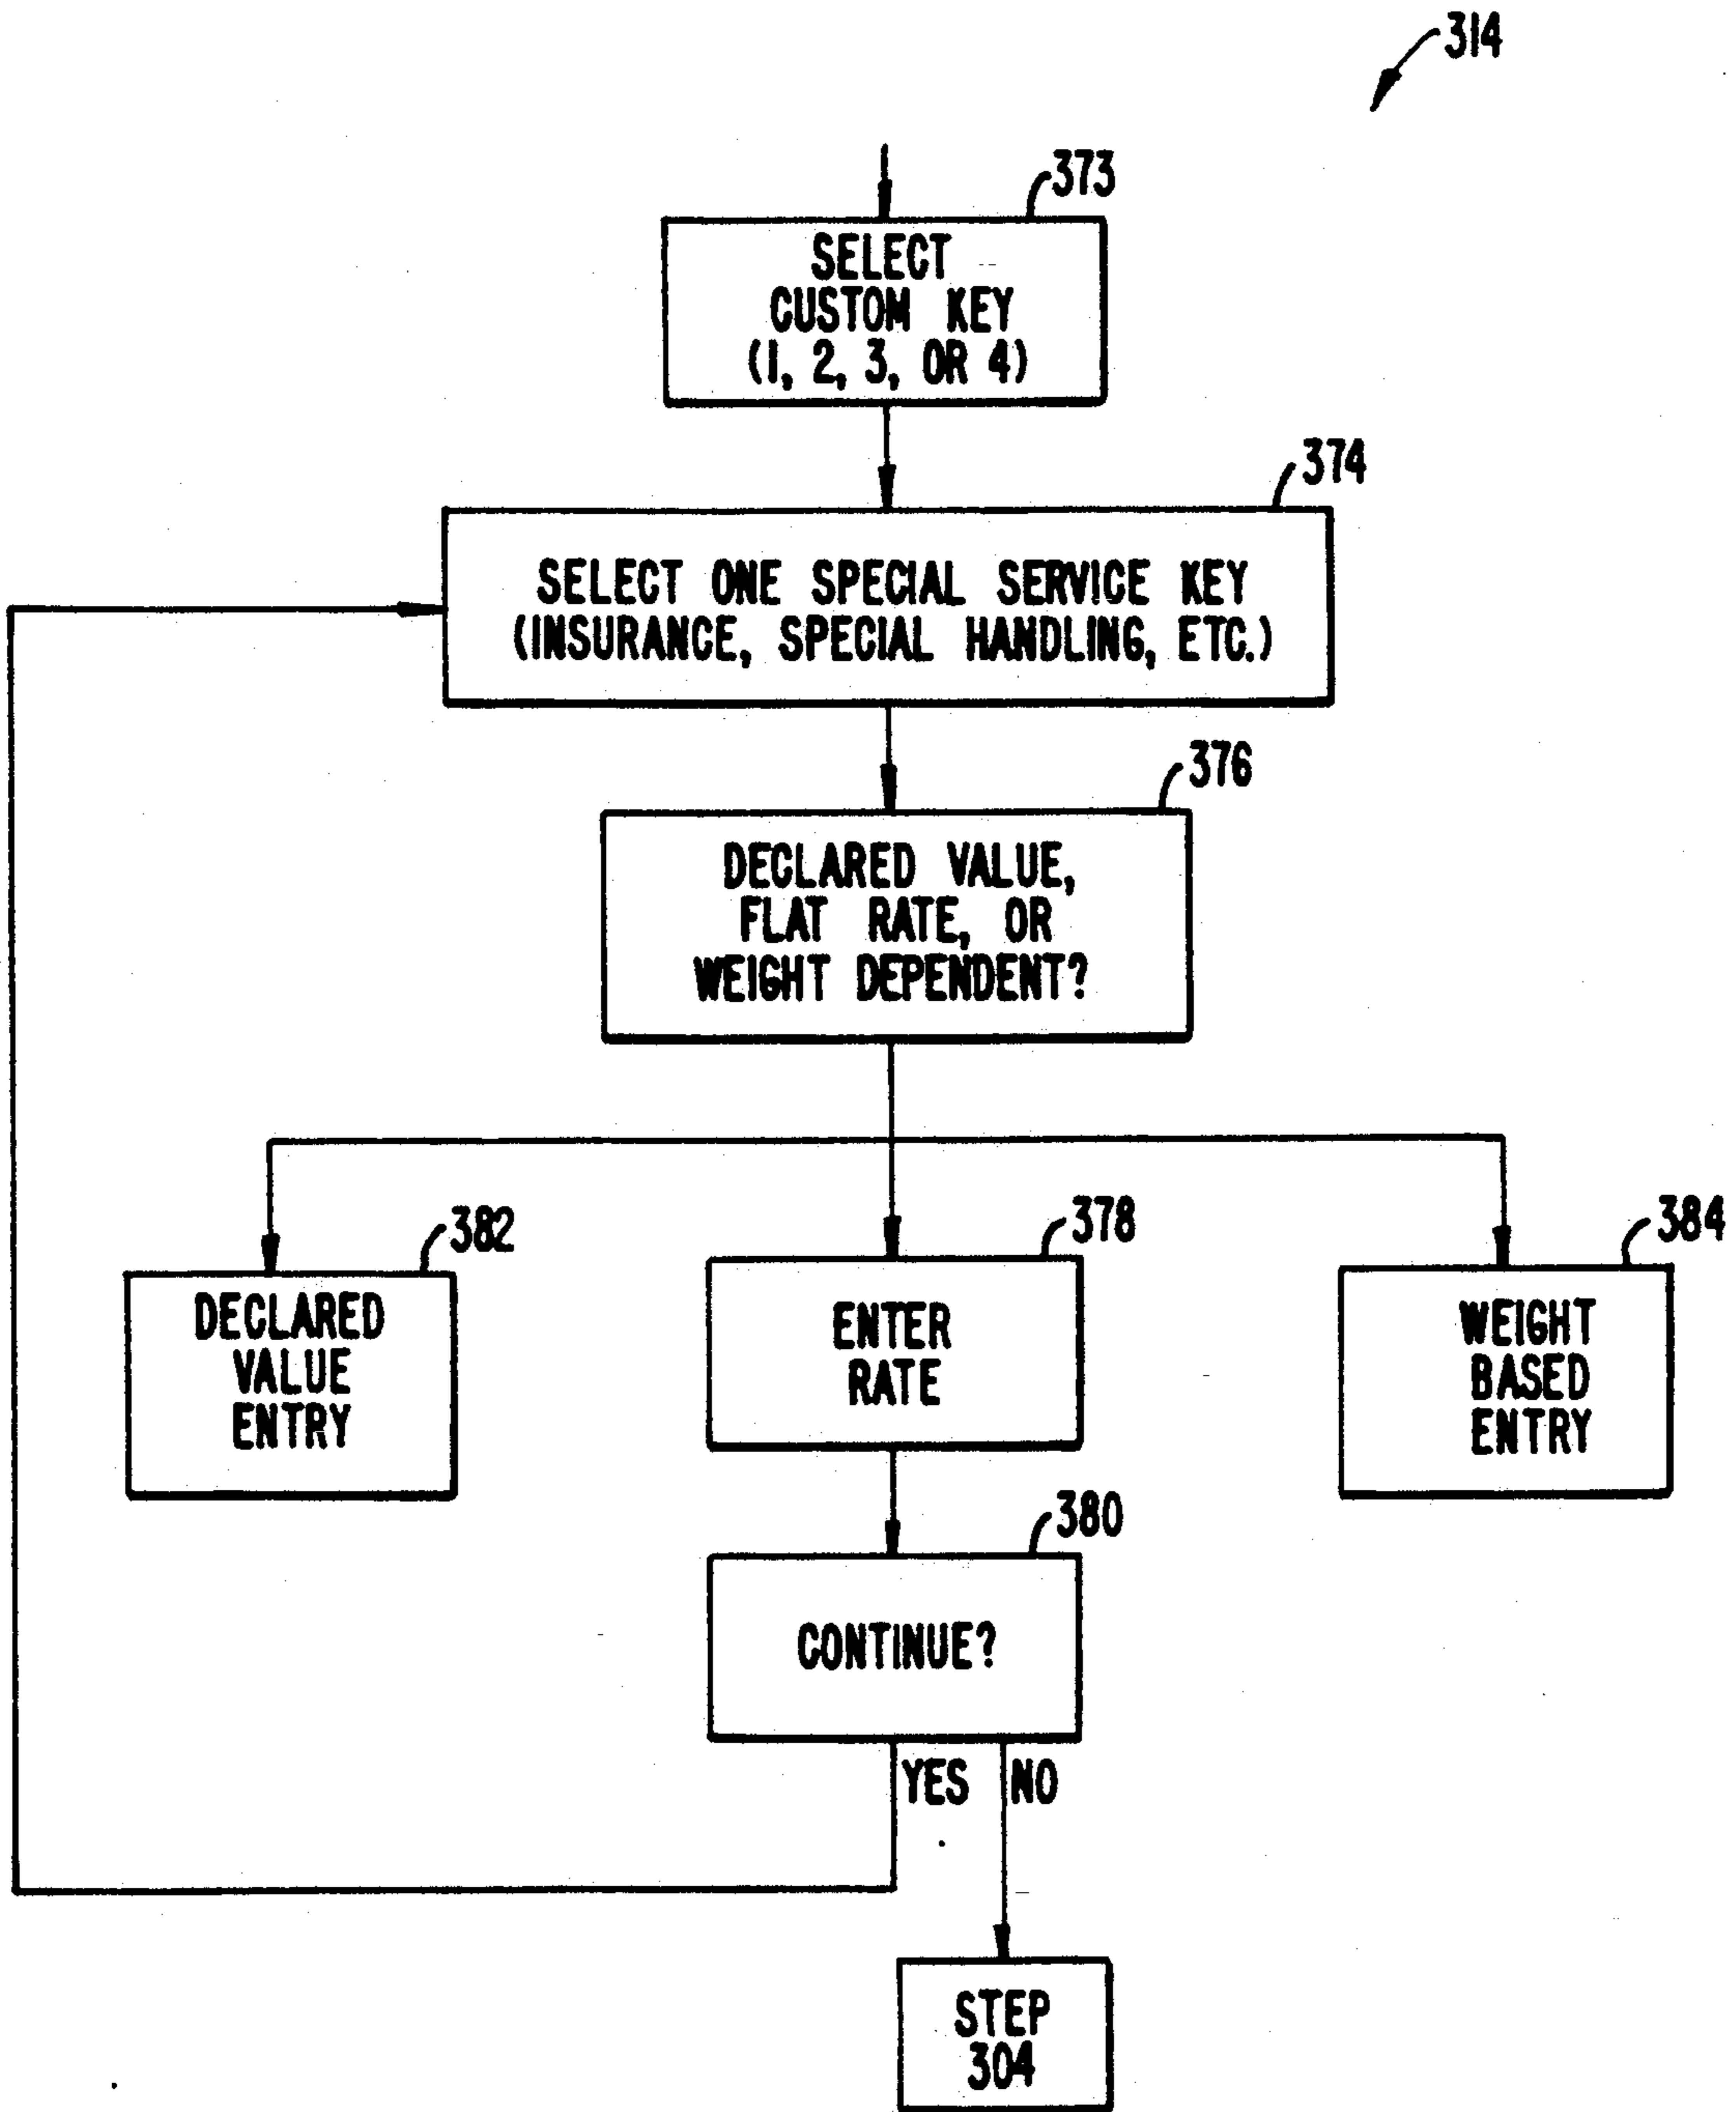 314
373
SELECT
CUSTOM KEY
(1, 2, 3, OR 4)
374
SELECT ONE SPECIAL SERVICE KEY
(INSURANCE, SPECIAL HANDLING, ETC.)
376
DECLARED VALUE,
FLAT RATE, OR
WEIGHT DEPENDENT?
382
DECLARED
VALUE
ENTRY
378
ENTER
RATE
384
WEIGHT
BASED
ENTRY
380
CONTINUE?
YES
NO
STEP
304